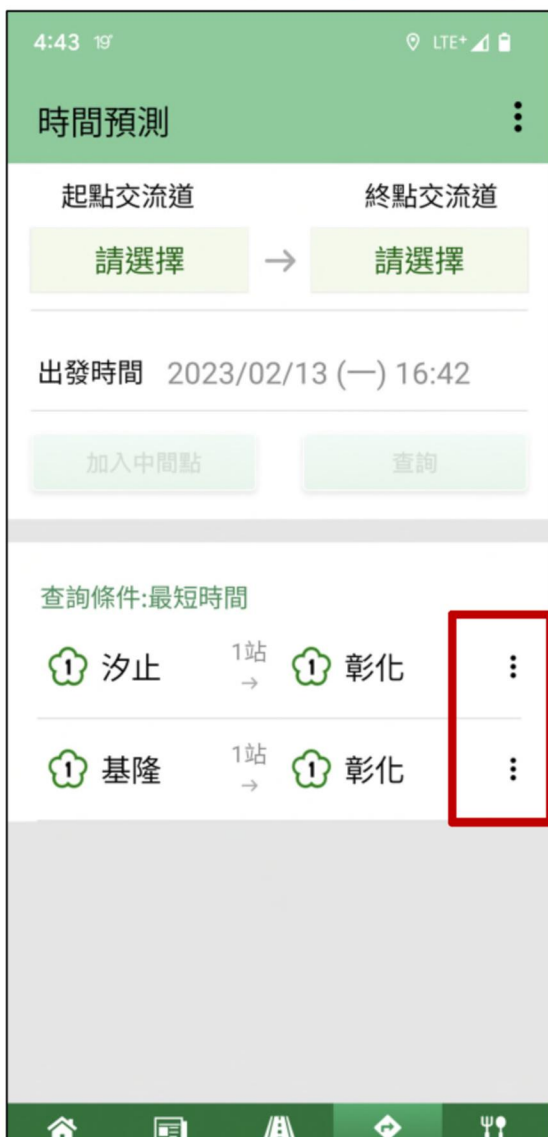 4:43 19° LTE+
時間預測
起點交流道 終點交流道
請選擇 → 請選擇
出發時間 2023/02/13 (一) 16:42
加入中間點 查詢
查詢條件:最短時間
1 汐止 1站 → 1 彰化
1 基隆 1站 → 1 彰化